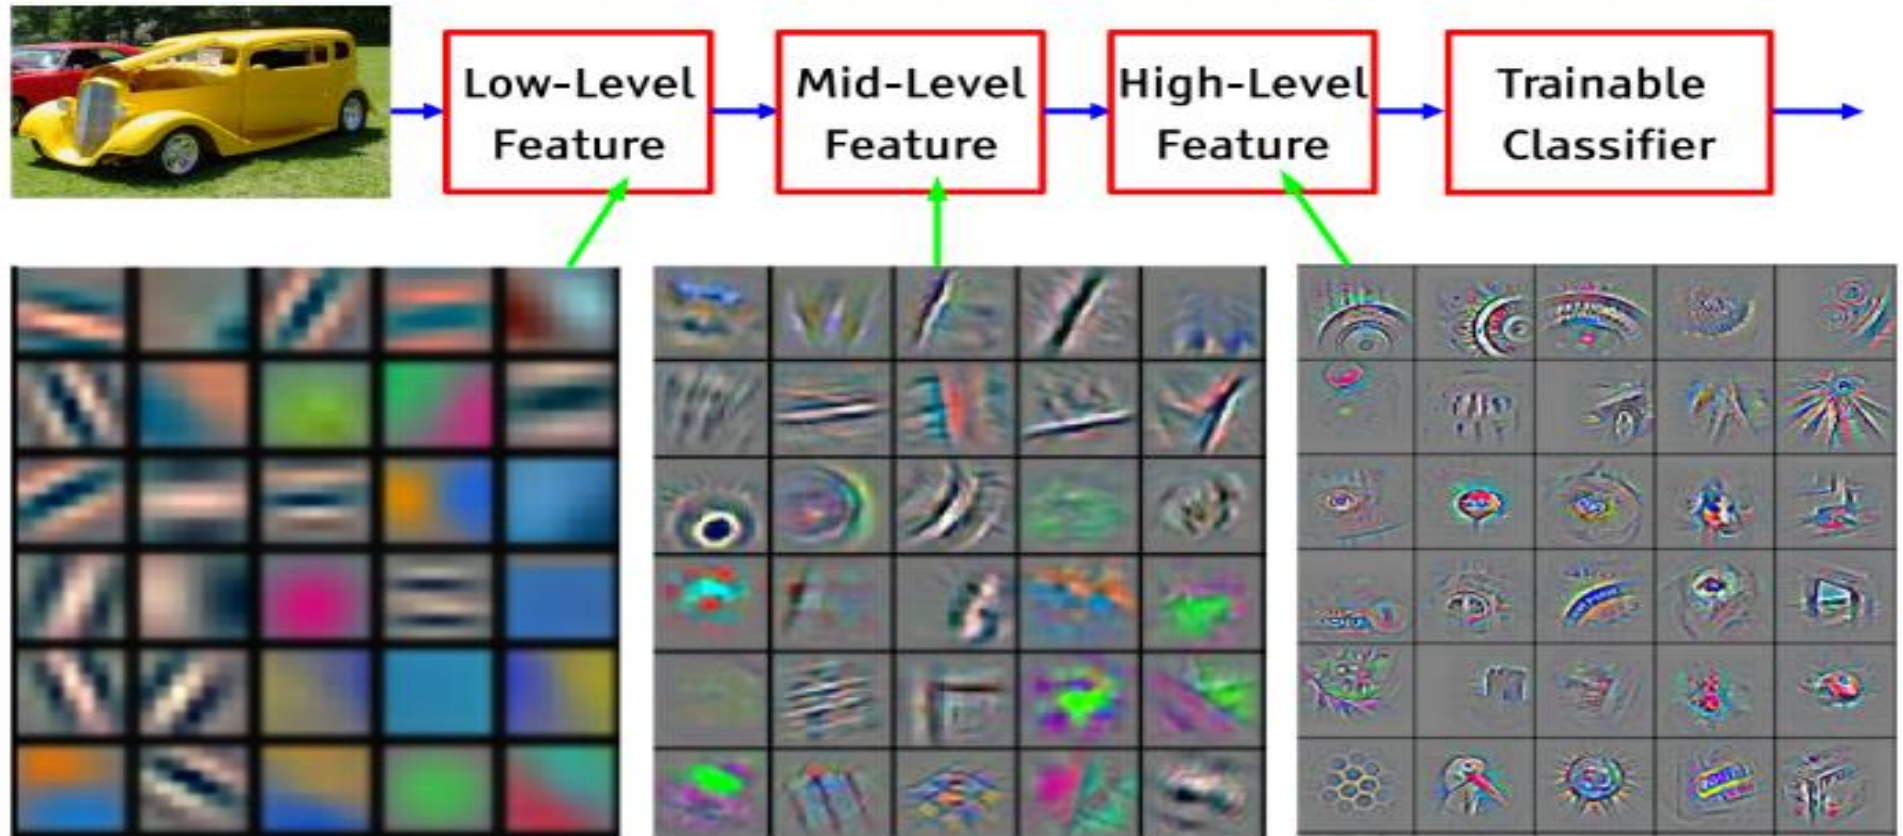 Low-Level
Feature
Mid-Level
Feature
High-Level
Feature
Trainable
Classifier